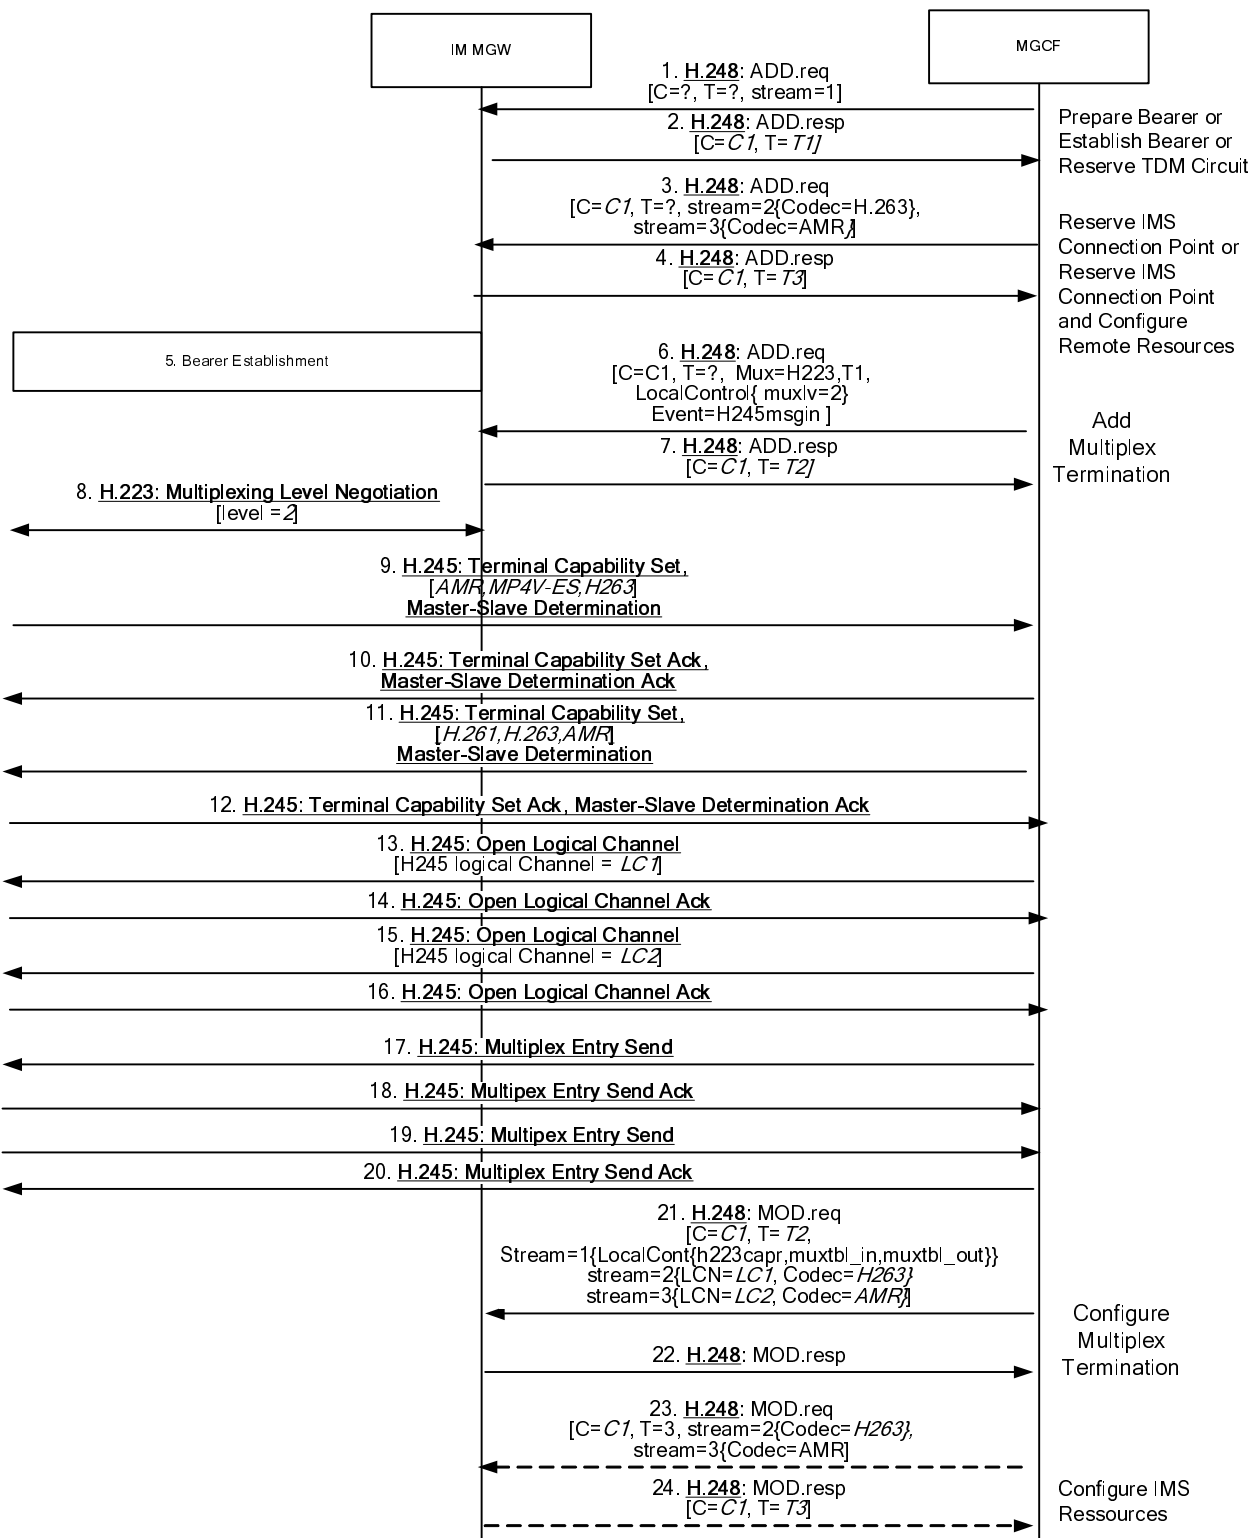 IM MGW
MGCF
1. H.248: ADD.req
[C=?, T=?, stream=1]
2. H.248: ADD.resp
[C=C1, T=T1]
Prepare Bearer or
Establish Bearer or
Reserve TDM Circuit
3. H.248: ADD.req
[C=C1, T=?, stream=2{Codec=H.263},
stream=3{Codec=AMR}]
4. H.248: ADD.resp
[C=C1, T=T3]
Reserve IMS
Connection Point or
Reserve IMS
Connection Point
and Configure
Remote Resources
5. Bearer Establishment
6. H.248: ADD.req
[C=C1, T=?, Mux=H223,T1,
LocalControl{ muxlv=2}
Event=H245msgin ]
7. H.248: ADD.resp
[C=C1, T=T2]
Add
Multiplex
Termination
8. H.223: Multiplexing Level Negotiation
[level =2]
9. H.245: Terminal Capability Set,
[AMR,MP4V-ES,H263]
Master-Slave Determination
10. H.245: Terminal Capability Set Ack,
Master-Slave Determination Ack
11. H.245: Terminal Capability Set,
[H.261,H.263,AMR]
Master-Slave Determination
12. H.245: Terminal Capability Set Ack, Master-Slave Determination Ack
13. H.245: Open Logical Channel
[H245 logical Channel = LC1]
14. H.245: Open Logical Channel Ack
15. H.245: Open Logical Channel
[H245 logical Channel = LC2]
16. H.245: Open Logical Channel Ack
17. H.245: Multiplex Entry Send
18. H.245: Multipex Entry Send Ack
19. H.245: Multipex Entry Send
20. H.245: Multiplex Entry Send Ack
21. H.248: MOD.req
[C=C1, T=T2,
Stream=1{LocalCont{h223capr,muxtbl_in,muxtbl_out}}
stream=2{LCN=LC1, Codec=H263}
stream=3{LCN=LC2, Codec=AMR}]
22. H.248: MOD.resp
Configure
Multiplex
Termination
23. H.248: MOD.req
[C=C1, T=3, stream=2{Codec=H263},
stream=3{Codec=AMR]
24. H.248: MOD.resp
[C=C1, T=T3]
Configure IMS
Ressources